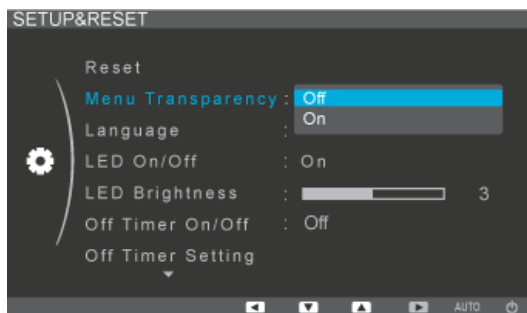 SETUP&RESET
Reset
Menu Transparency : Off
On
Language :
LED On/Off : On
LED Brightness : 3
Off Timer On/Off : Off
Off Timer Setting
AUTO